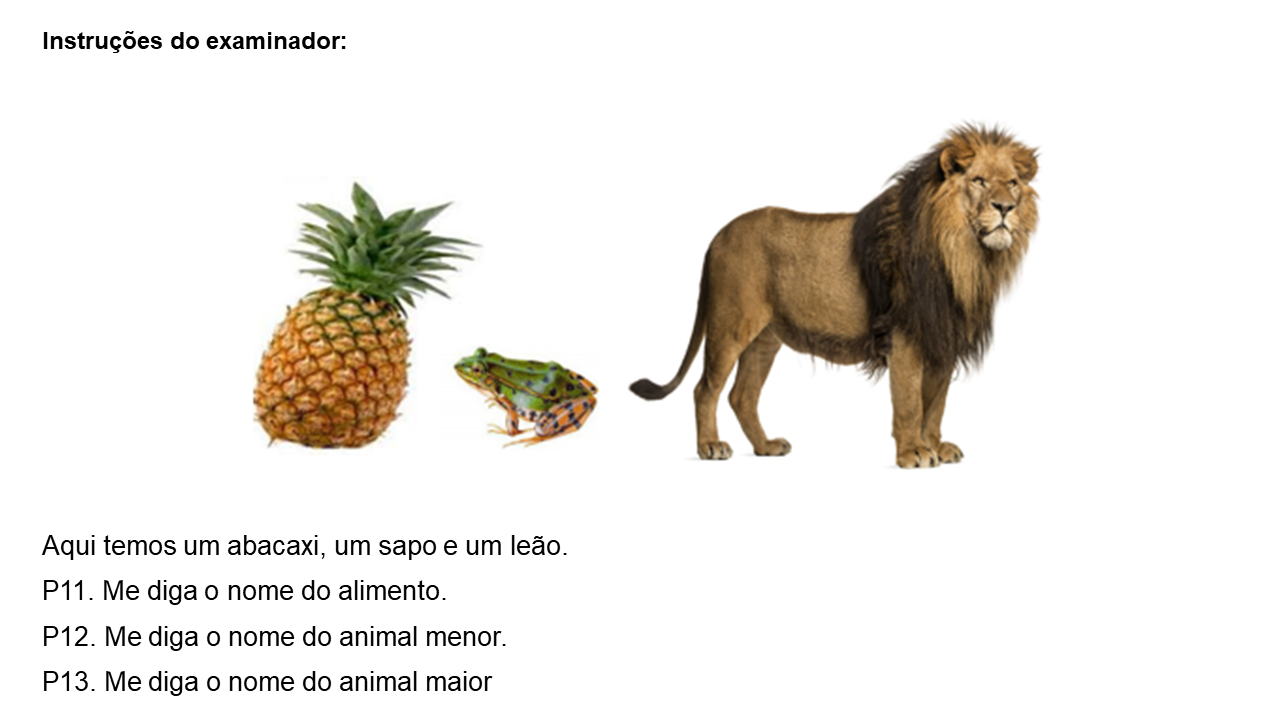 Instruções do examinador:
Aqui temos um abacaxi, um sapo e um leão.
P11. Me diga o nome do alimento.
P12. Me diga o nome do animal menor.
P13. Me diga o nome do animal maior